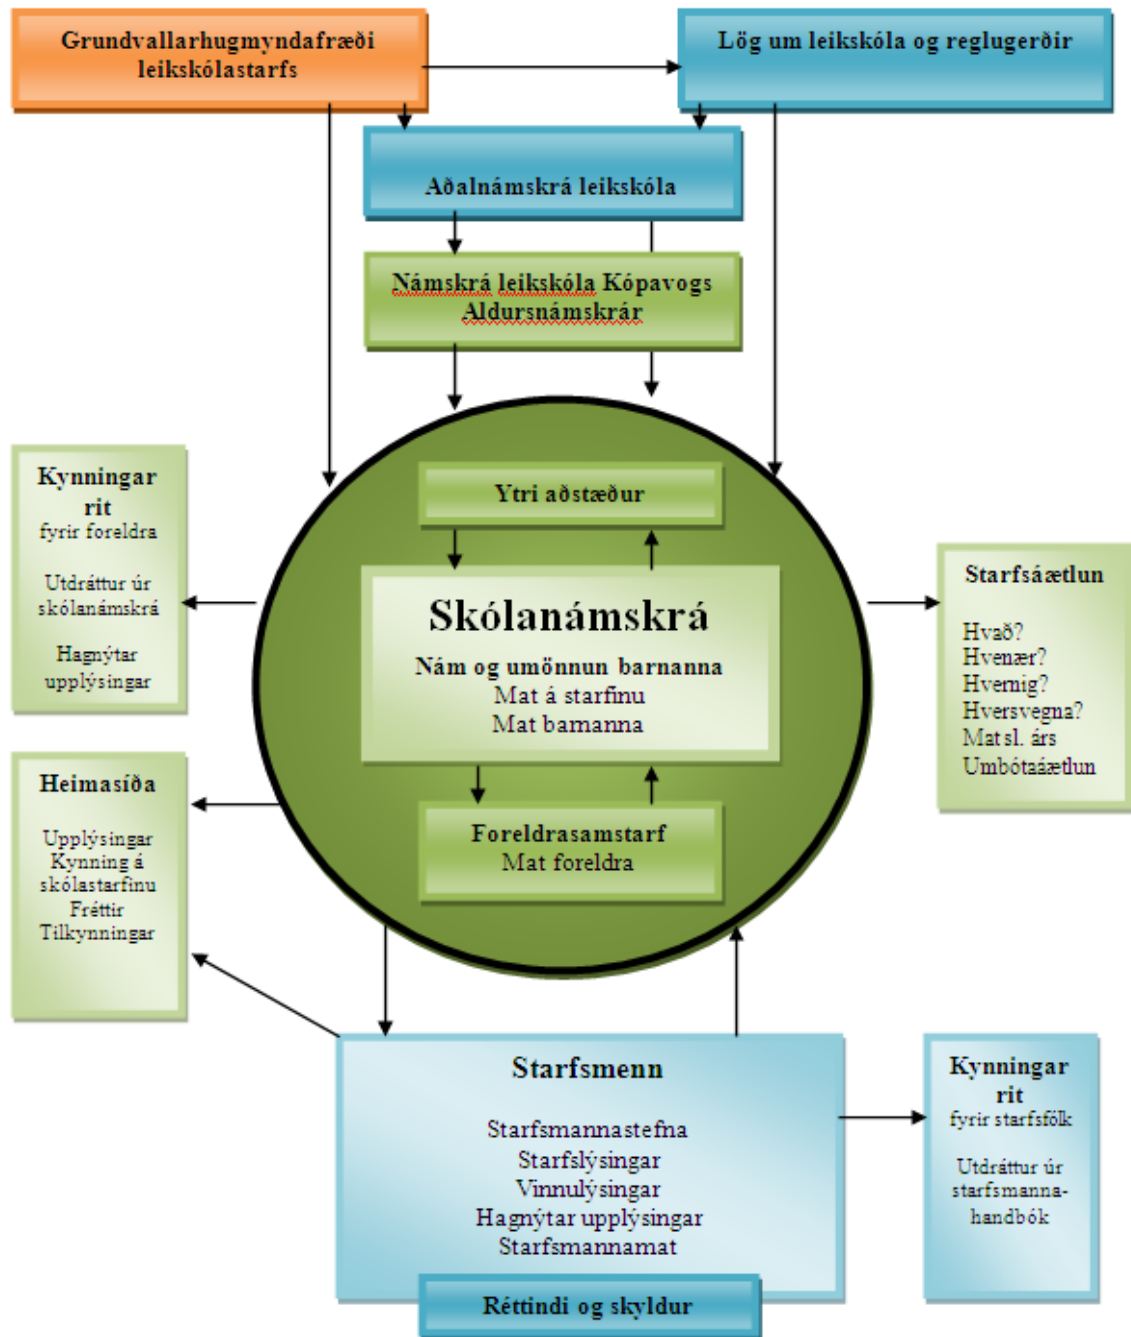 Grundvallarhugmyndafræði
leikskólastarfs
Lög um leikskóla og reglugerðir
Aðalnámskrá leikskóla
Námskrá leikskóla Kópavogs
Aldursnámskrár
Ytri aðstæður
Skólanámskrá
Nám og umönnun barnanna
Mat á starfinu
Mat barnanna
Foreldrasamstarf
Mat foreldra
Kynningar
rit
fyrir foreldra
Utdráttur úr
skólanámskrá
Hagnýtar
upplýsingar
Heimasíða
Upplýsingar
Kynning á
skólastarfinu
Fréttir
Tilkynningar
Starfsáætlun
Hvað?
Hvenær?
Hvernig?
Hversvegna?
Mat sl. árs
Umbótaáætlun
Starfsmenn
Starfsmannastefna
Starfslýsingar
Vinnulýsingar
Hagnýtar upplýsingar
Starfsmannamat
Réttindi og skyldur
Kynningar
rit
fyrir starfsfólk
Utdráttur úr
starfsmanna-
handbók